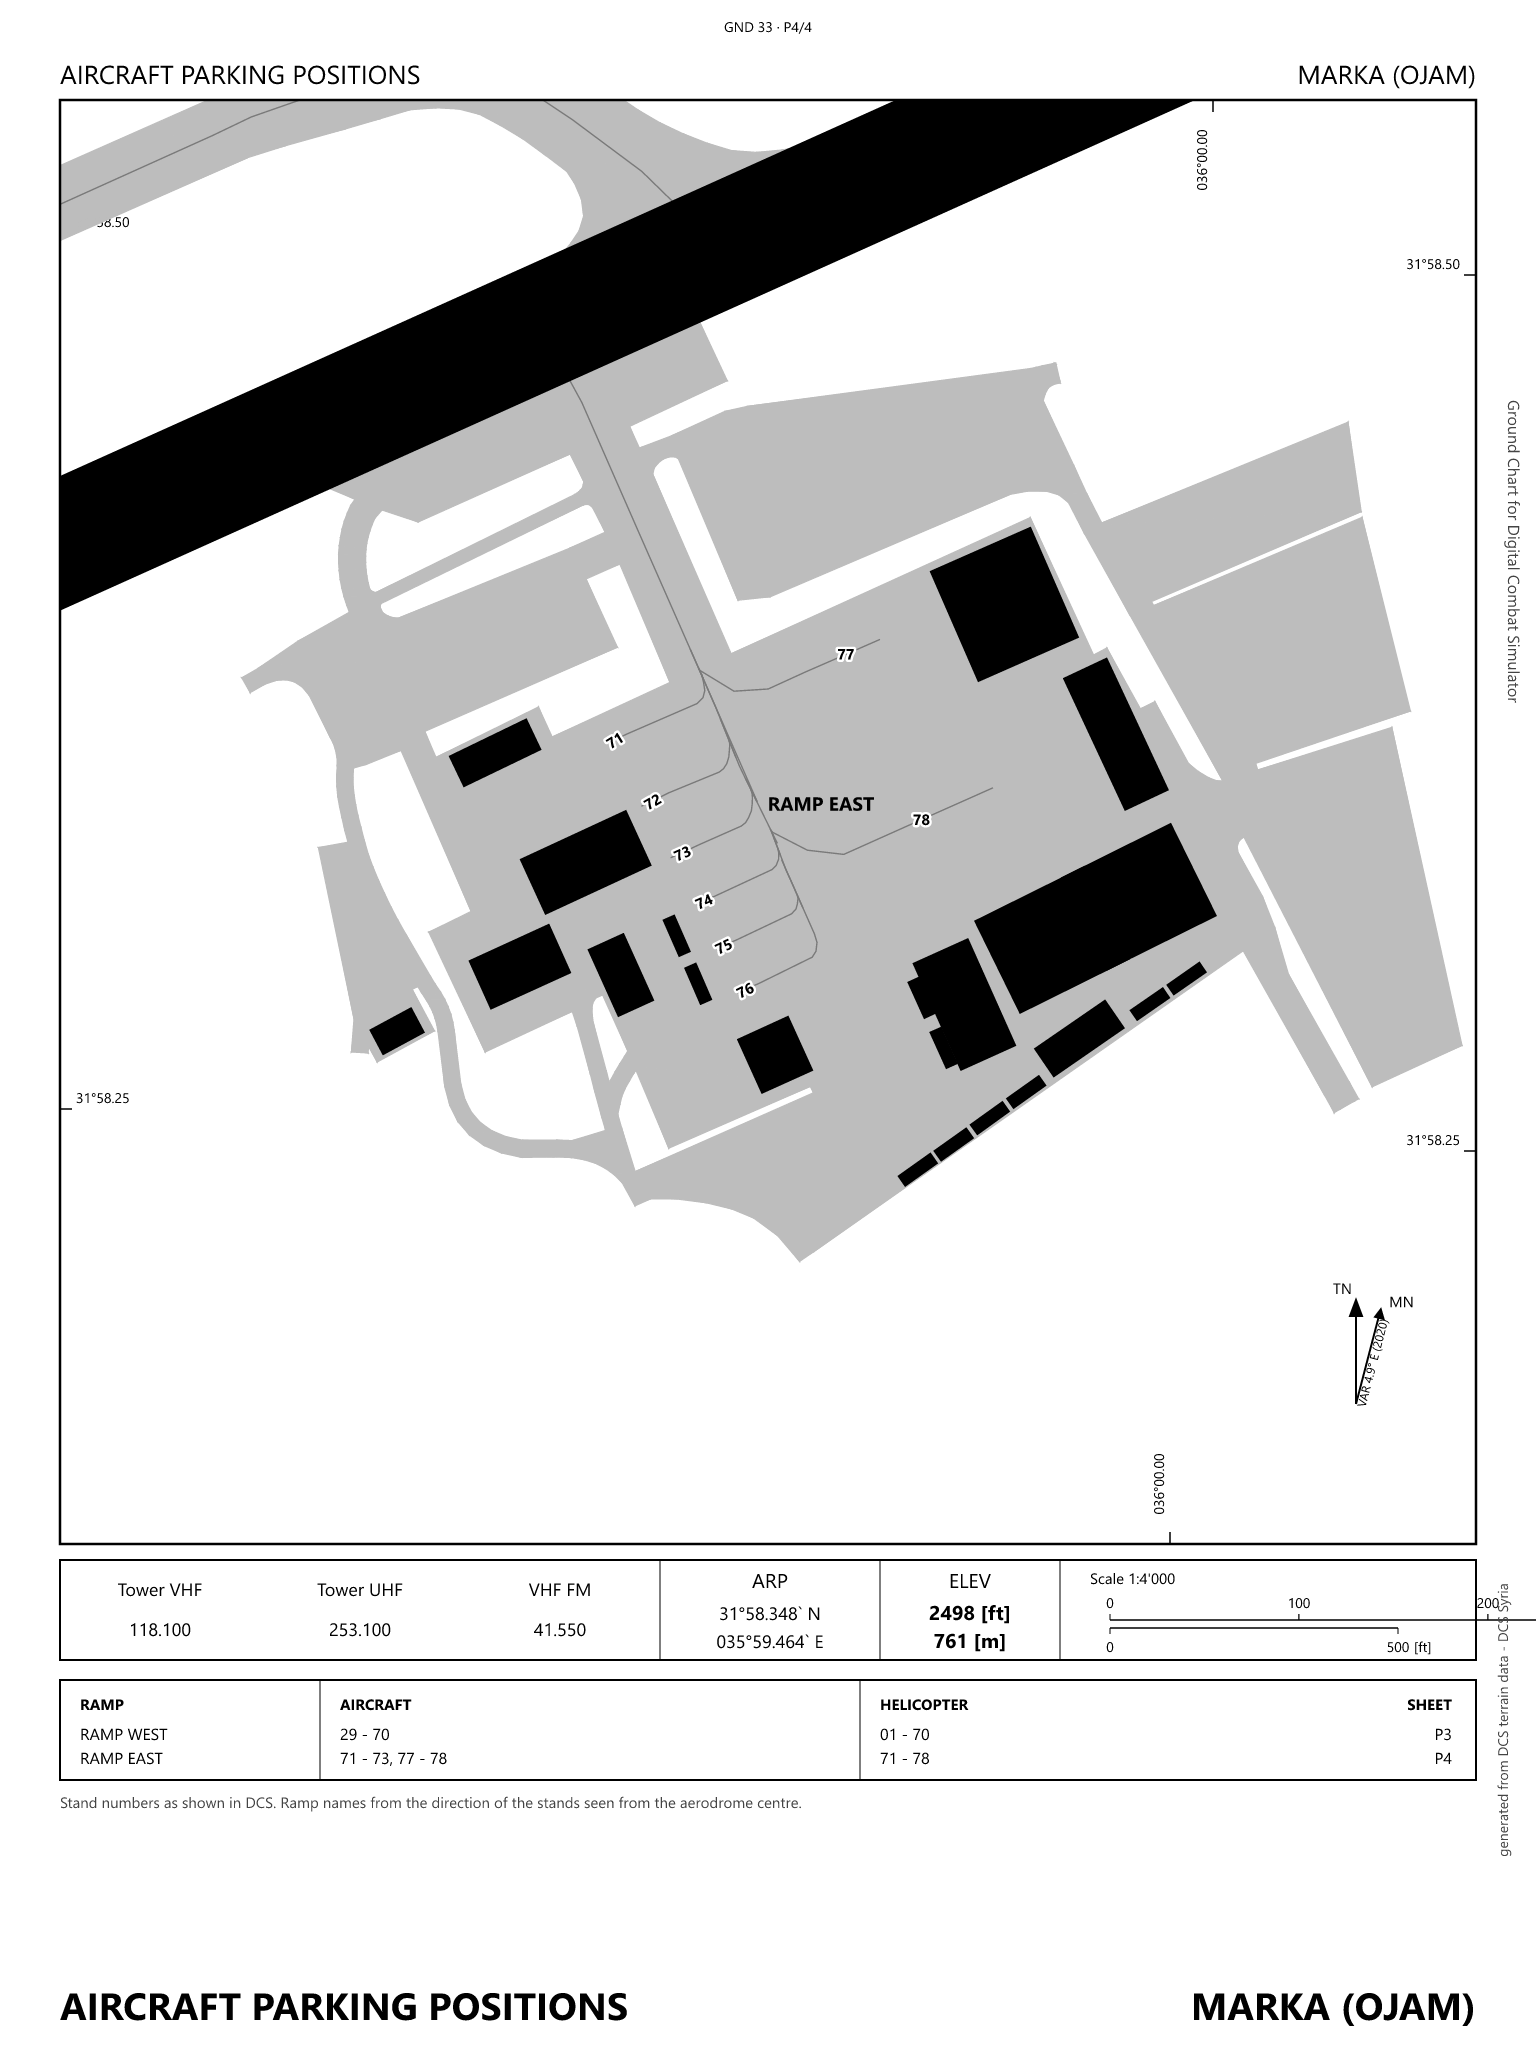 GND 33 · P4/4
AIRCRAFT PARKING POSITIONS
MARKA (OJAM)
036°00.00
58.50
31°58.50
77
71
72
RAMP EAST
78
73
74
75
76
31°58.25
31°58.25
TN
MN
VAR 4.9° E (2020)
036°00.00
Ground Chart for Digital Combat Simulator
Tower VHF
118.100
Tower UHF
253.100
VHF FM
41.550
ARP
31°58.348` N
035°59.464` E
ELEV
2498 [ft]
761 [m]
Scale 1:4'000
0 100 200
0 500 [ft]
RAMP AIRCRAFT HELICOPTER SHEET
RAMP WEST 29 - 70 01 - 70 P3
RAMP EAST 71 - 73, 77 - 78 71 - 78 P4
Stand numbers as shown in DCS. Ramp names from the direction of the stands seen from the aerodrome centre.
generated from DCS terrain data - DCS Syria
AIRCRAFT PARKING POSITIONS
MARKA (OJAM)